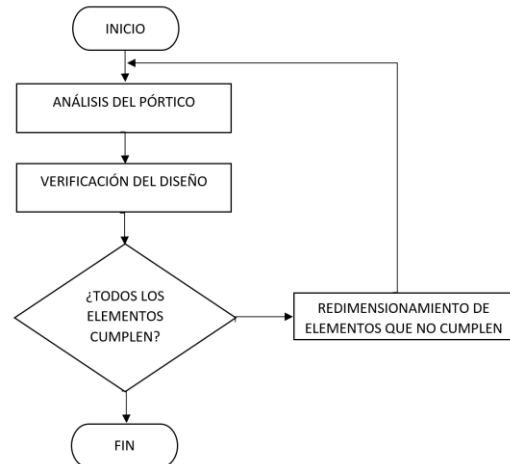 INICIO
ANÁLISIS DEL PÓRTICO
VERIFICACIÓN DEL DISEÑO
¿TODOS LOS
ELEMENTOS
CUMPLEN?
REDIMENSIONAMIENTO DE
ELEMENTOS QUE NO CUMPLEN
FIN